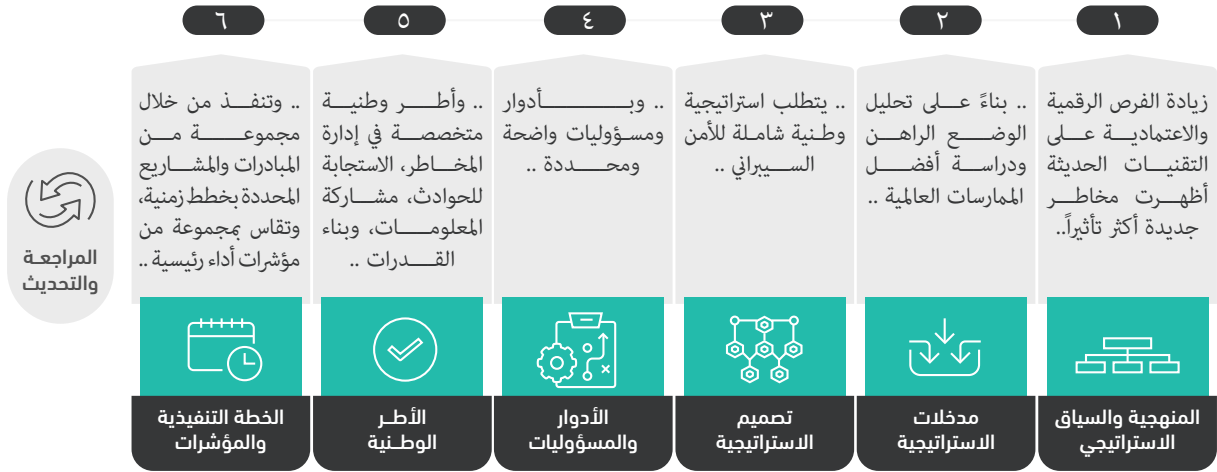 ١
زيادة الفرص الرقمية
والاعتمادية على
التقنيات الحديثة
أظهرت مخاطر
جديدة أكثر تأثيراً..
المنهجية والسياق
الاستراتيجي
٢
.. بناءً على تحليل
الوضع الراهن
ودراسة أفضل
الممارسات العالمية ..
مدخلات
الاستراتيجية
٣
.. يتطلب استراتيجية
وطنية شاملة للأمن
السيبراني ..
تصميم
الاستراتيجية
٤
.. وبأدوار
ومسؤوليات واضحة
ومحددة ..
الأدوار
والمسؤوليات
٥
.. وأطر وطنية
متخصصة في إدارة
المخاطر، الاستجابة
للحوادث، مشاركة
المعلومات، وبناء
القدرات ..
الأطر
الوطنية
٦
.. وتنفذ من خلال
مجموعة من
المبادرات والمشاريع
المحددة بخطط زمنية،
وتقاس بمجموعة من
مؤشرات أداء رئيسية ..
الخطة التنفيذية
والمؤشرات
المراجعة
والتحديث